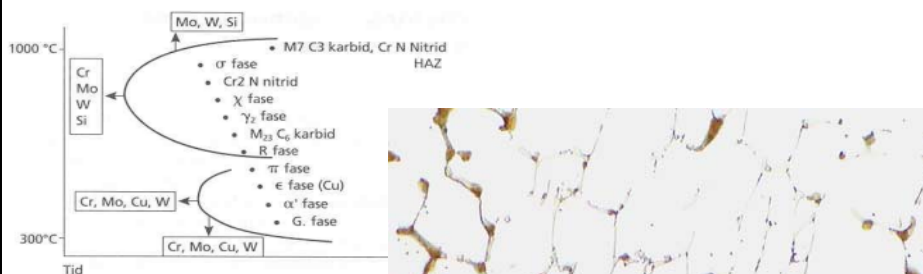 Mo, W, Si
1000 °C
M7 C3 karbid, Cr N Nitrid
HAZ
σ fase
Cr
Mo
W
Si
Cr2 N nitrid
χ fase
γ₂ fase
M₂₃ C₆ karbid
R fase
π fase
Cr, Mo, Cu, W
ϵ fase (Cu)
α' fase
G. fase
300°C
Cr, Mo, Cu, W
Tid